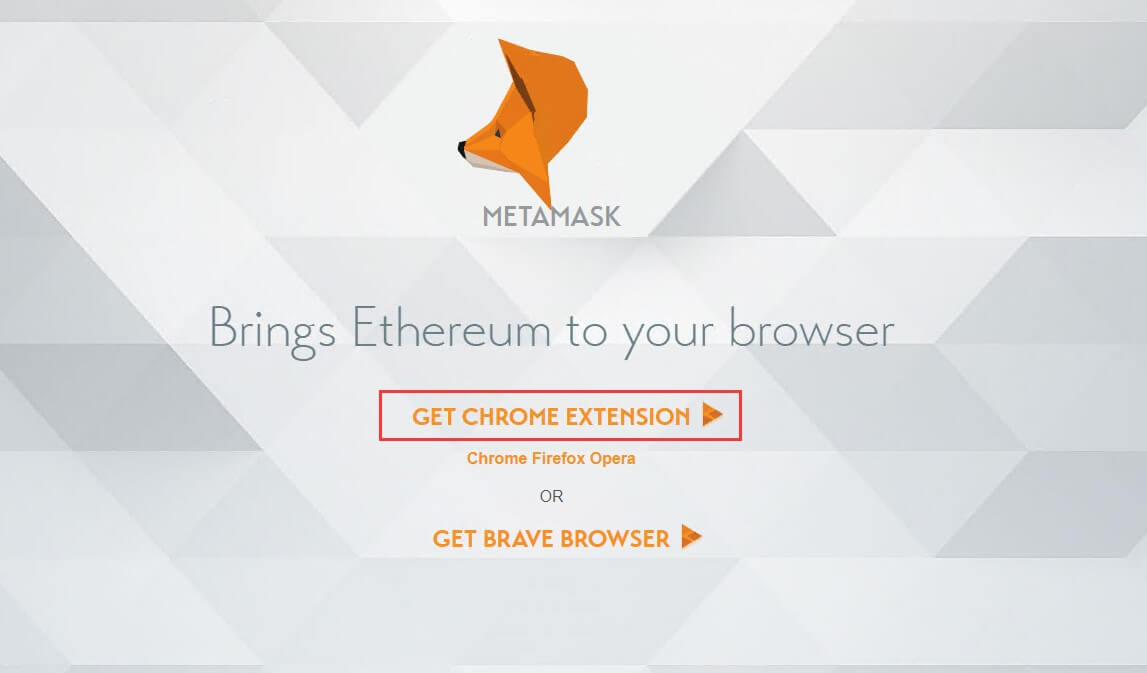 METAMASK
Brings Ethereum to your browser
GET CHROME EXTENSION
Chrome Firefox Opera
OR
GET BRAVE BROWSER